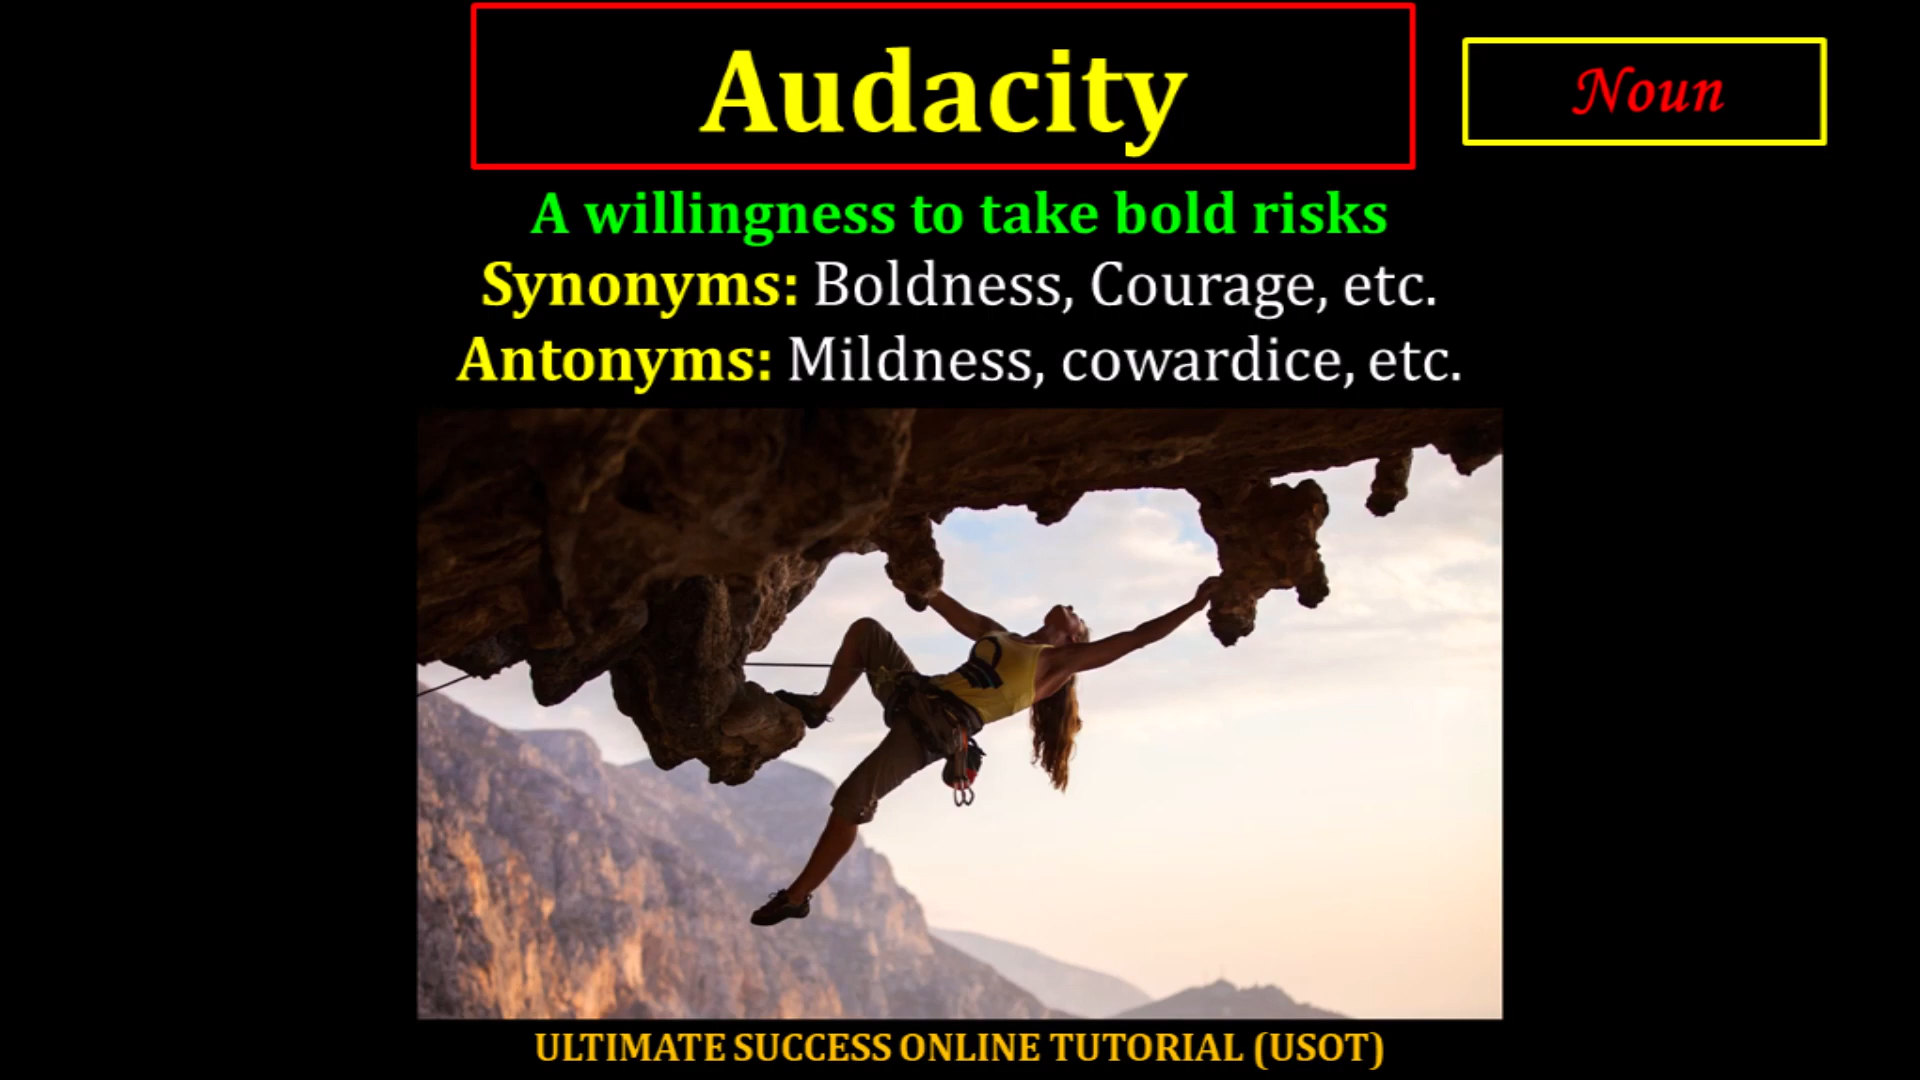 Audacity
Noun
A willingness to take bold risks
Synonyms: Boldness, Courage, etc.
Antonyms: Mildness, cowardice, etc.
ULTIMATE SUCCESS ONLINE TUTORIAL (USOT)